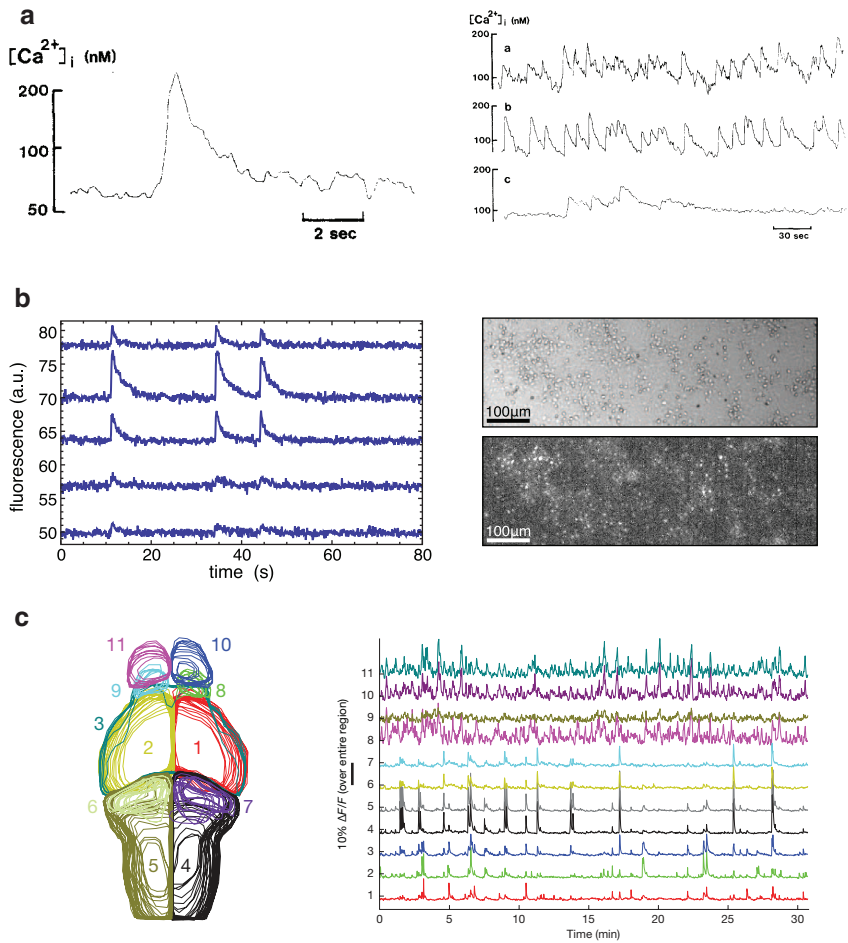 a
[Ca2+]i (nM)
200
100
50
2 sec
[Ca2+]i (nM)
200
a
100
200
b
100
200
c
100
30 sec
b
fluorescence (a.u.)
80
75
70
65
60
55
50
0 20 40 60 80
time (s)
100μm
100μm
c
11 10
9 8
3
2 1
6 7
5 4
10% ΔF/F (over entire region)
11
10
9
8
7
6
5
4
3
2
1
0 5 10 15 20 25 30
Time (min)